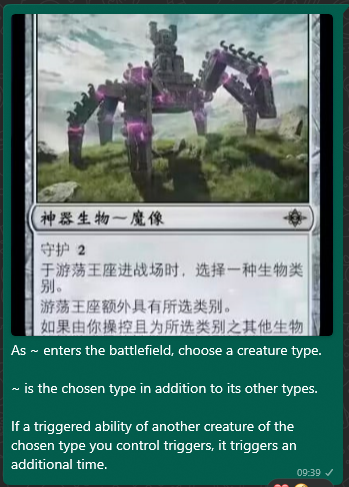 神器生物～魔像
守护 2
于游荡王座进战场时，选择一种生物类
别。
游荡王座额外具有所选类别。
如果由你操控且为所选类别之其他生物
As ~ enters the battlefield, choose a creature type.
~ is the chosen type in addition to its other types.
If a triggered ability of another creature of the
chosen type you control triggers, it triggers an
additional time.
09:39